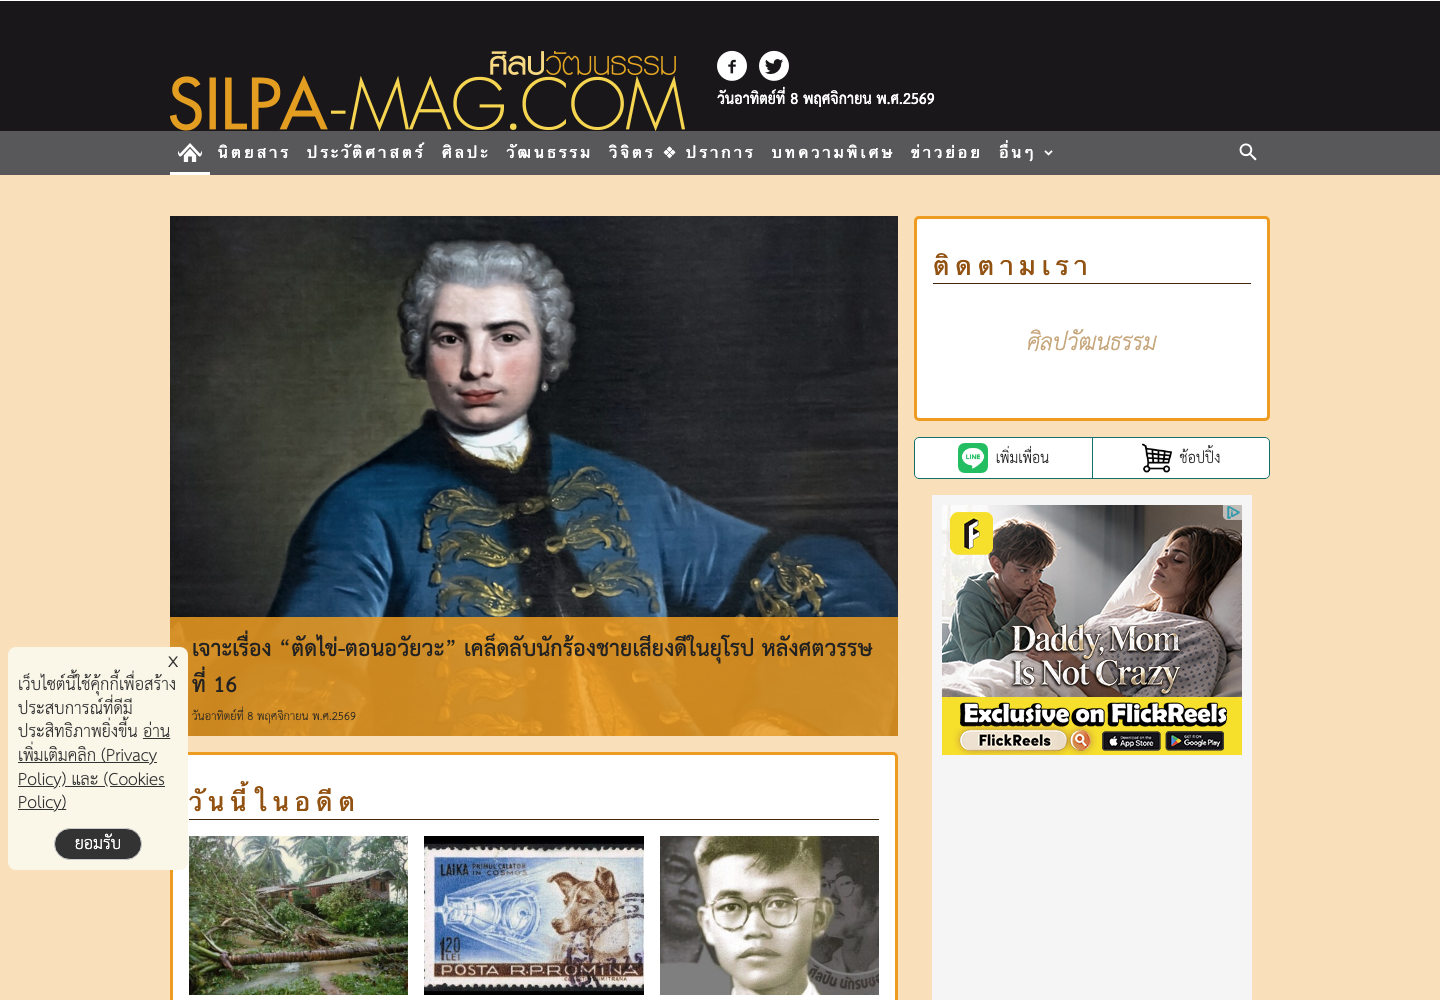 ศิลปวัฒนธรรม
SILPA-MAG.COM
วันอาทิตย์ที่ 8 พฤศจิกายน พ.ศ.2569
นิตยสาร ประวัติศาสตร์ ศิลปะ วัฒนธรรม วิจิตร ❖ ปราการ บทความพิเศษ ข่าวย่อย อื่นๆ
เจาะเรื่อง “ตัดไข่-ตอนอวัยวะ” เคล็ดลับนักร้องชายเสียงดีในยุโรป หลังศตวรรษ
ที่ 16
วันอาทิตย์ที่ 8 พฤศจิกายน พ.ศ.2569
ติดตามเรา
ศิลปวัฒนธรรม
LINE เพิ่มเพื่อน
ช้อปปิ้ง
Daddy, Mom
Is Not Crazy
Exclusive on FlickReels
FlickReels
App Store
Google Play
X
เว็บไซต์นี้ใช้คุ้กกี้เพื่อสร้าง
ประสบการณ์ที่ดีมี
ประสิทธิภาพยิ่งขึ้น อ่าน
เพิ่มเติมคลิก (Privacy
Policy) และ (Cookies
Policy)
ยอมรับ
วันนี้ในอดีต
LAIKA PRIMUL CALATOR
IN COSMOS
120
LEI
POSTA R.P.ROMINA